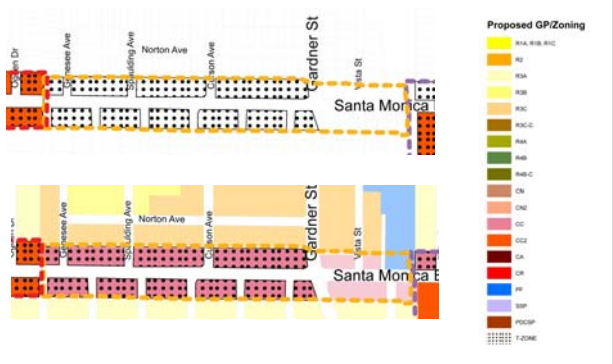 Ogden Dr
Genesee Ave
Spaulding Ave
Norton Ave
Curson Ave
Gardner St
Vista St
Santa Monica
Genesee Ave
Spaulding Ave
Norton Ave
Curson Ave
Gardner St
Vista St
Santa Monica B
Proposed GP/Zoning
R1A, R1B, R1C
R2
R3A
R3B
R3C
R3C-C
R4A
R4B
R4B-C
CN
CN2
CC
CC2
CA
CR
PF
SSP
PDCSP
T-ZONE